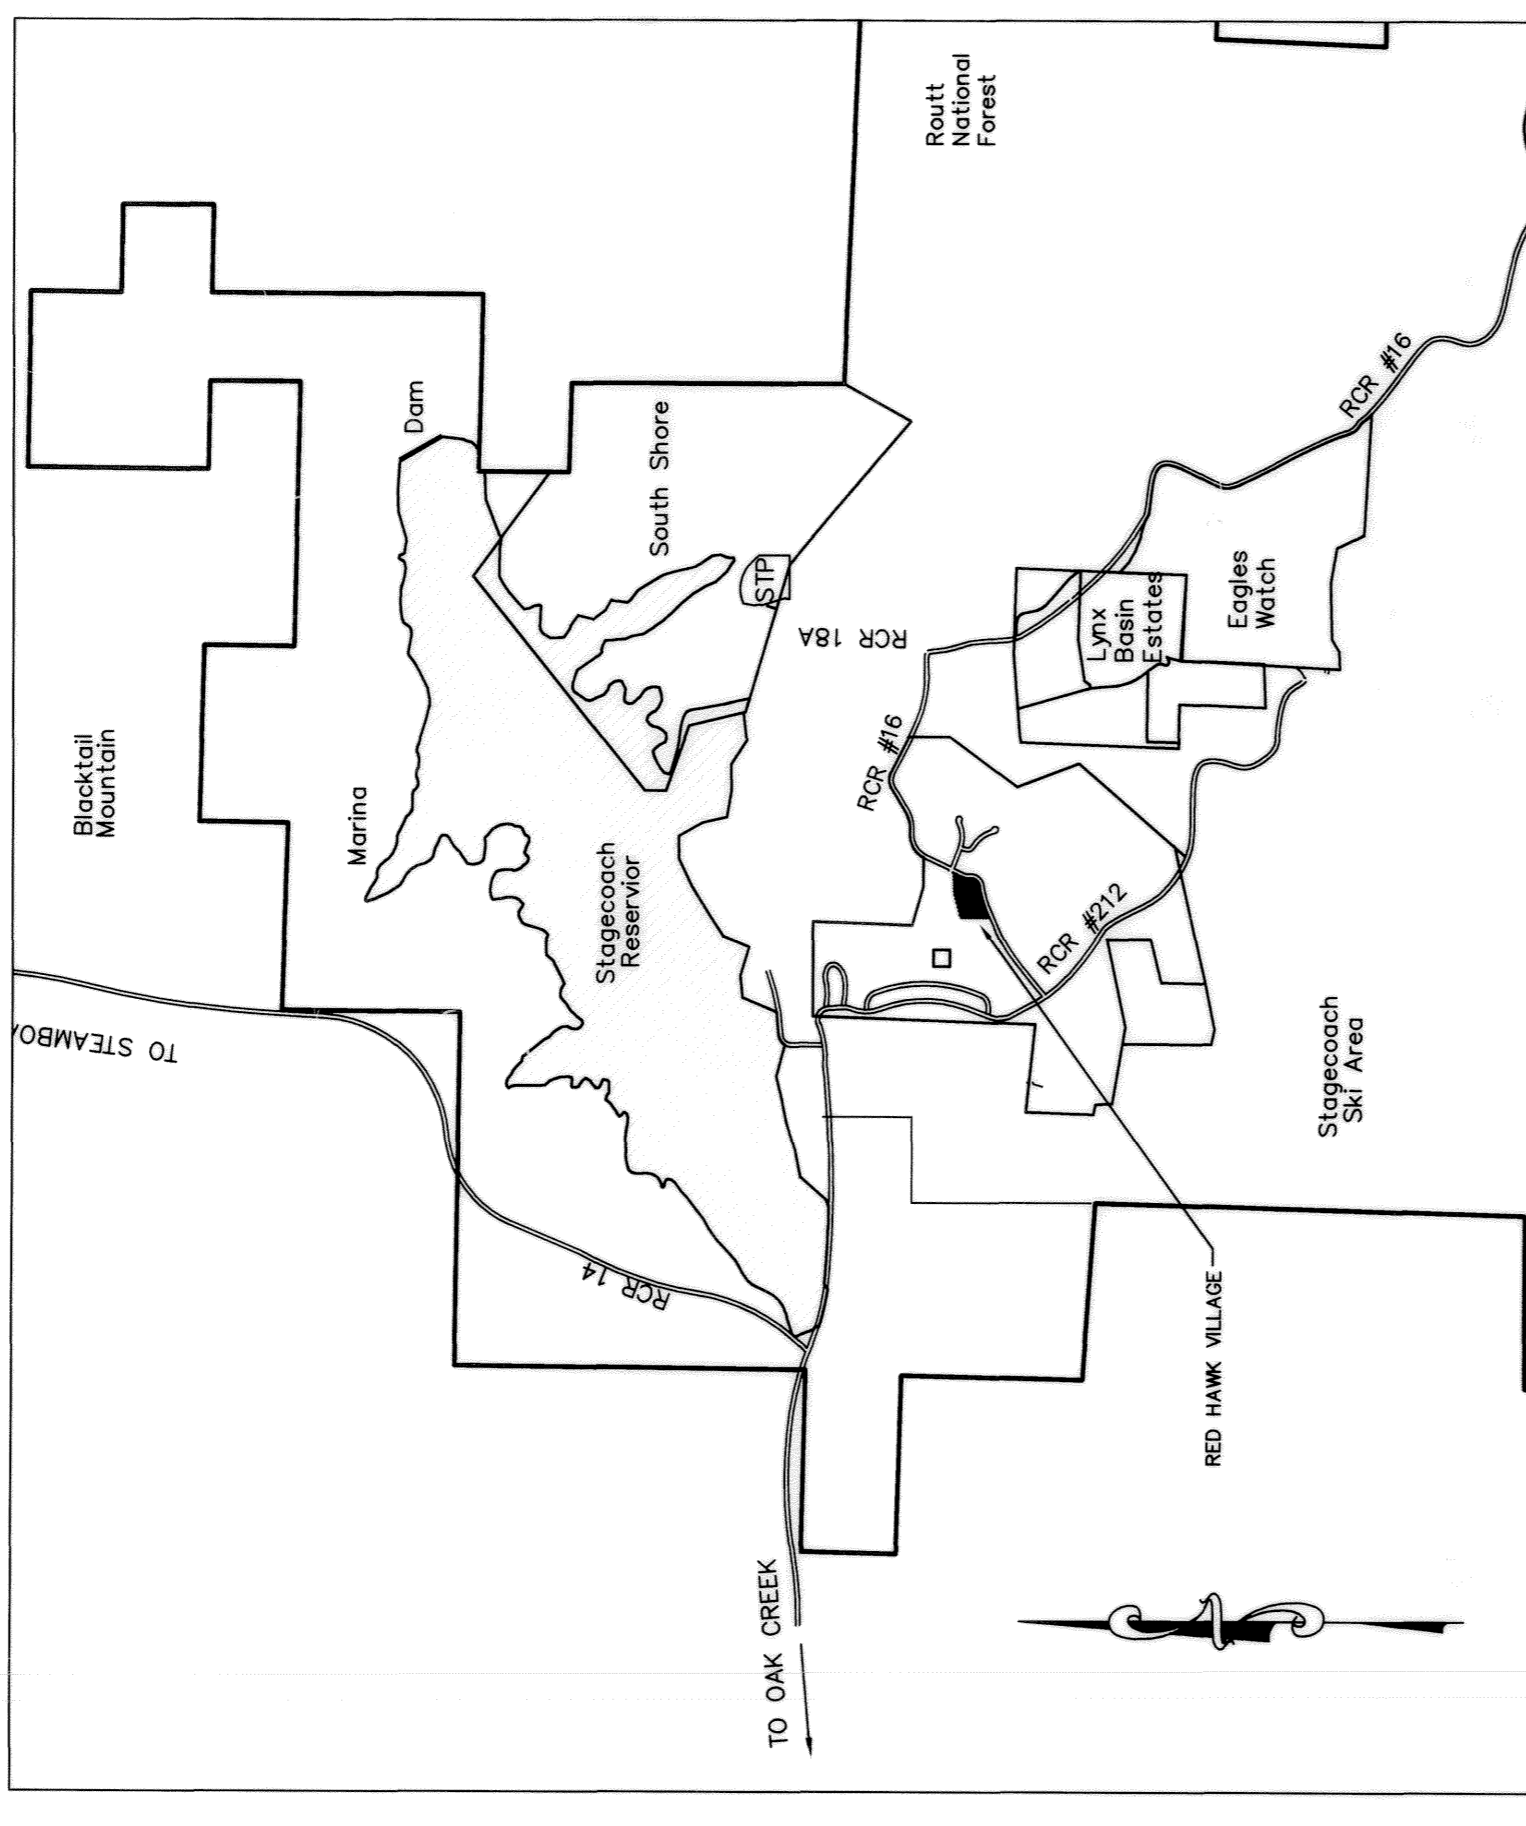 Blacktail
Mountain
TO STEAMBOA
Marina
Dam
Stagecoach
Reservior
South Shore
STP
RCR 14
RCR 18A
RCR #16
Routt
National
Forest
RCR #16
Lynx
Basin
Estates
Eagles
Watch
RCR #212
Stagecoach
Ski Area
RED HAWK VILLAGE
TO OAK CREEK
N